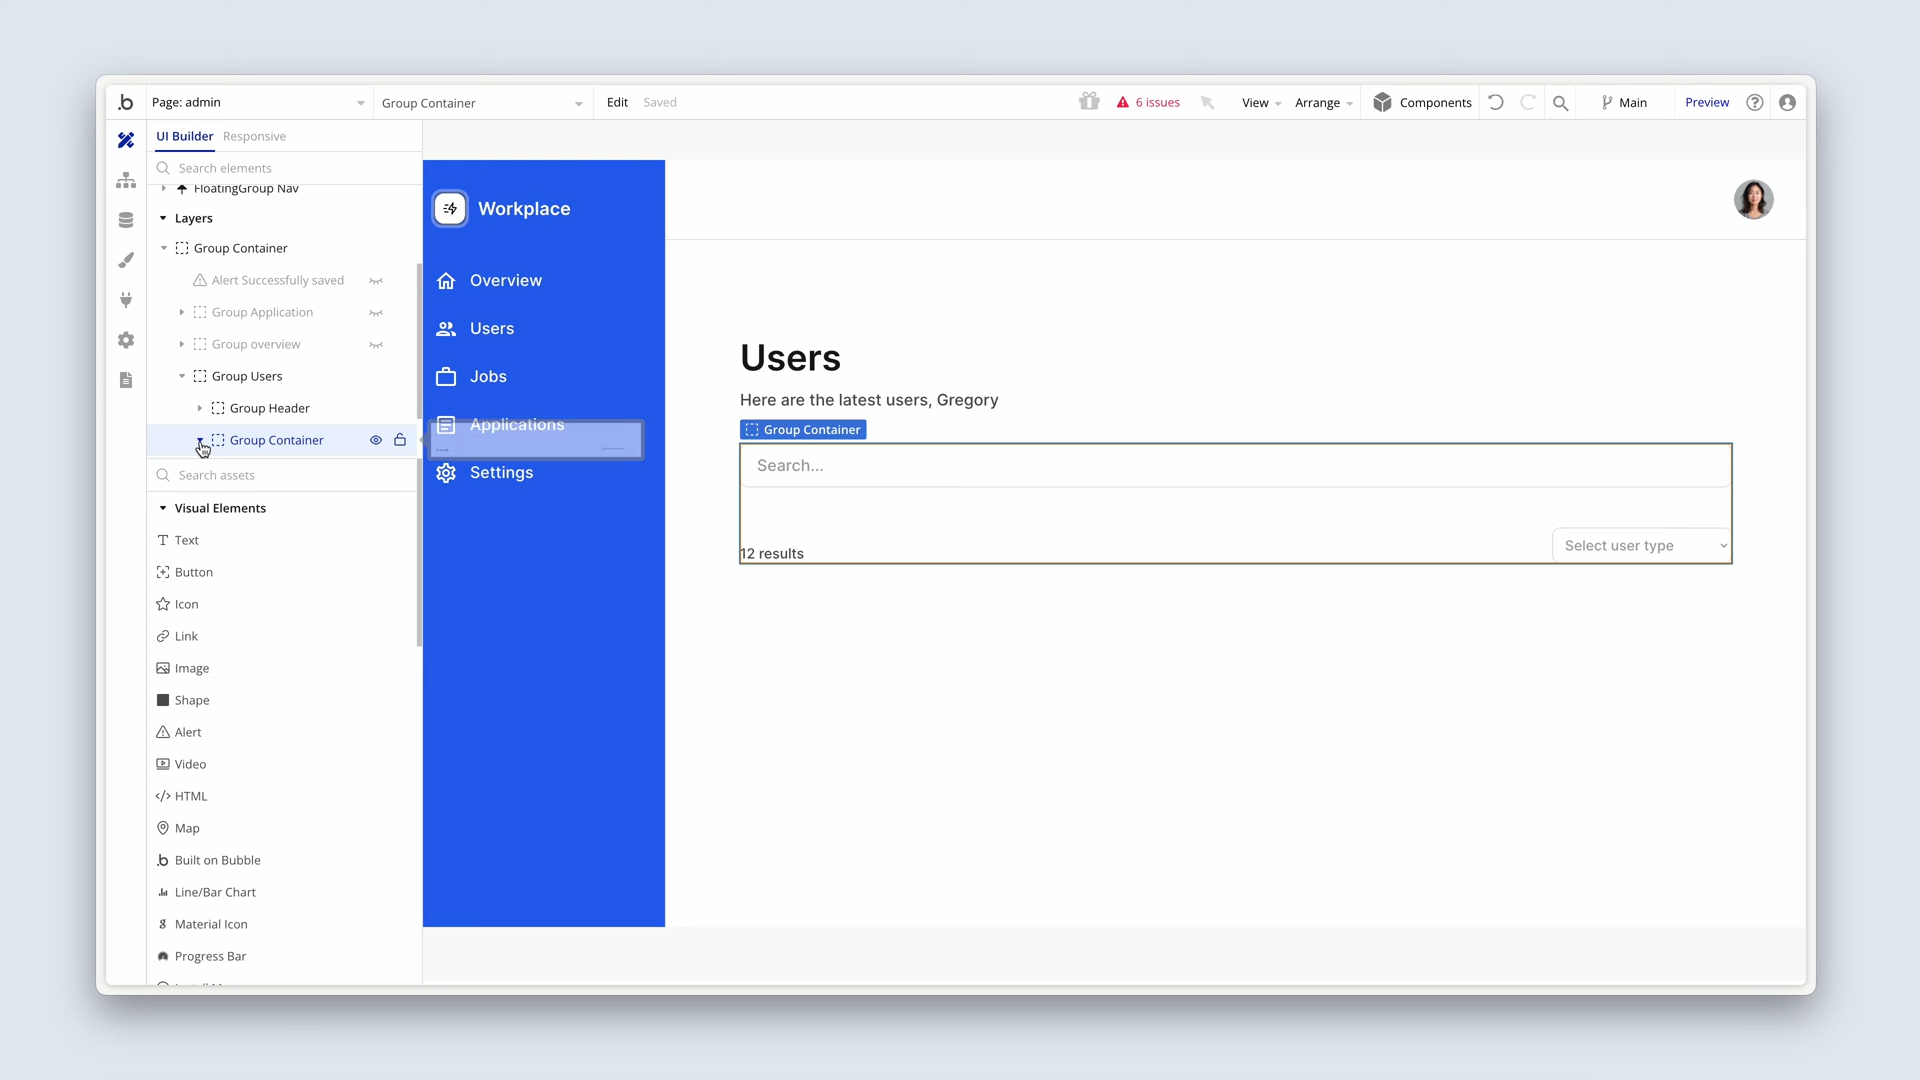 b Page: admin
Group Container
Edit Saved
6 issues
View
Arrange
Components
Main
Preview
UI Builder Responsive
Search elements
FloatingGroup Nav
Layers
Group Container
Alert Successfully saved
Group Application
Group overview
Group Users
Group Header
Group Container
Search assets
Visual Elements
Text
Button
Icon
Link
Image
Shape
Alert
Video
HTML
Map
Built on Bubble
Line/Bar Chart
Material Icon
Progress Bar
Workplace
Overview
Users
Jobs
Applications
Settings
Users
Here are the latest users, Gregory
Group Container
Search...
12 results
Select user type